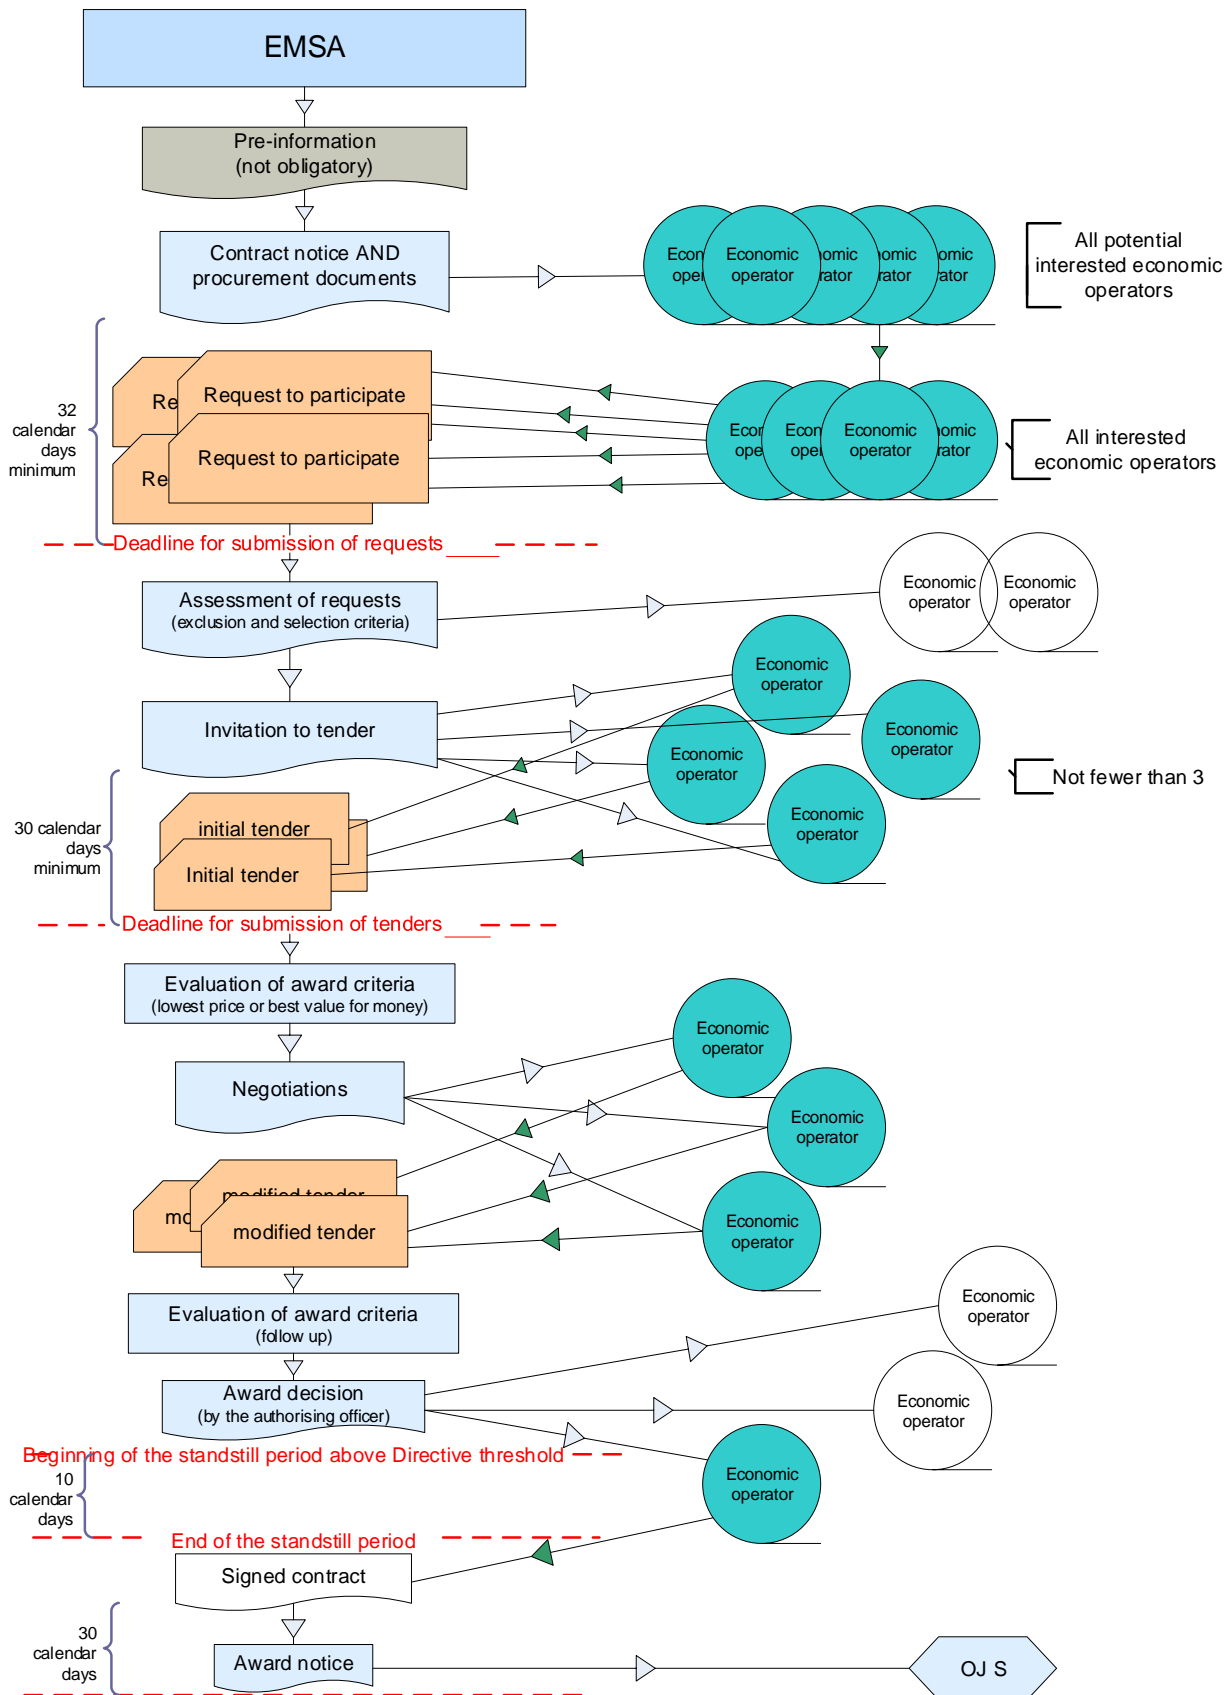 EMSA
Pre-information
(not obligatory)
Contract notice AND
procurement documents
Economic
operator
All potential
interested economic
operators
32
calendar
days
minimum
Re
Request to participate
Re
Request to participate
Economic
operator
All interested
economic operators
Deadline for submission of requests
Assessment of requests
(exclusion and selection criteria)
Economic
operator
Economic
operator
Invitation to tender
Economic
operator
Economic
operator
Economic
operator
Economic
operator
Not fewer than 3
30 calendar
days
minimum
initial tender
Initial tender
Deadline for submission of tenders
Evaluation of award criteria
(lowest price or best value for money)
Negotiations
Economic
operator
Economic
operator
Economic
operator
mo
modified tender
modified tender
Evaluation of award criteria
(follow up)
Award decision
(by the authorising officer)
Economic
operator
Economic
operator
Economic
operator
Beginning of the standstill period above Directive threshold
10
calendar
days
End of the standstill period
Signed contract
30
calendar
days
Award notice
OJ S